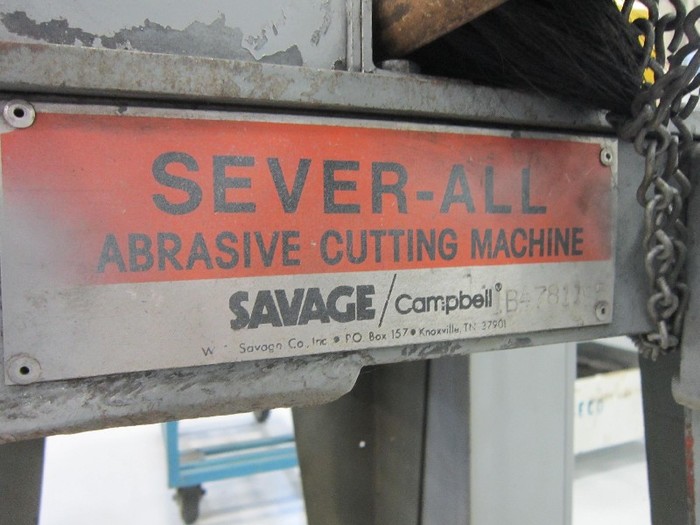 SEVER-ALL
ABRASIVE CUTTING MACHINE
SAVAGE/Campbell®
Savage Co., Inc • P.O. Box 157 • Knoxville, TN 37901